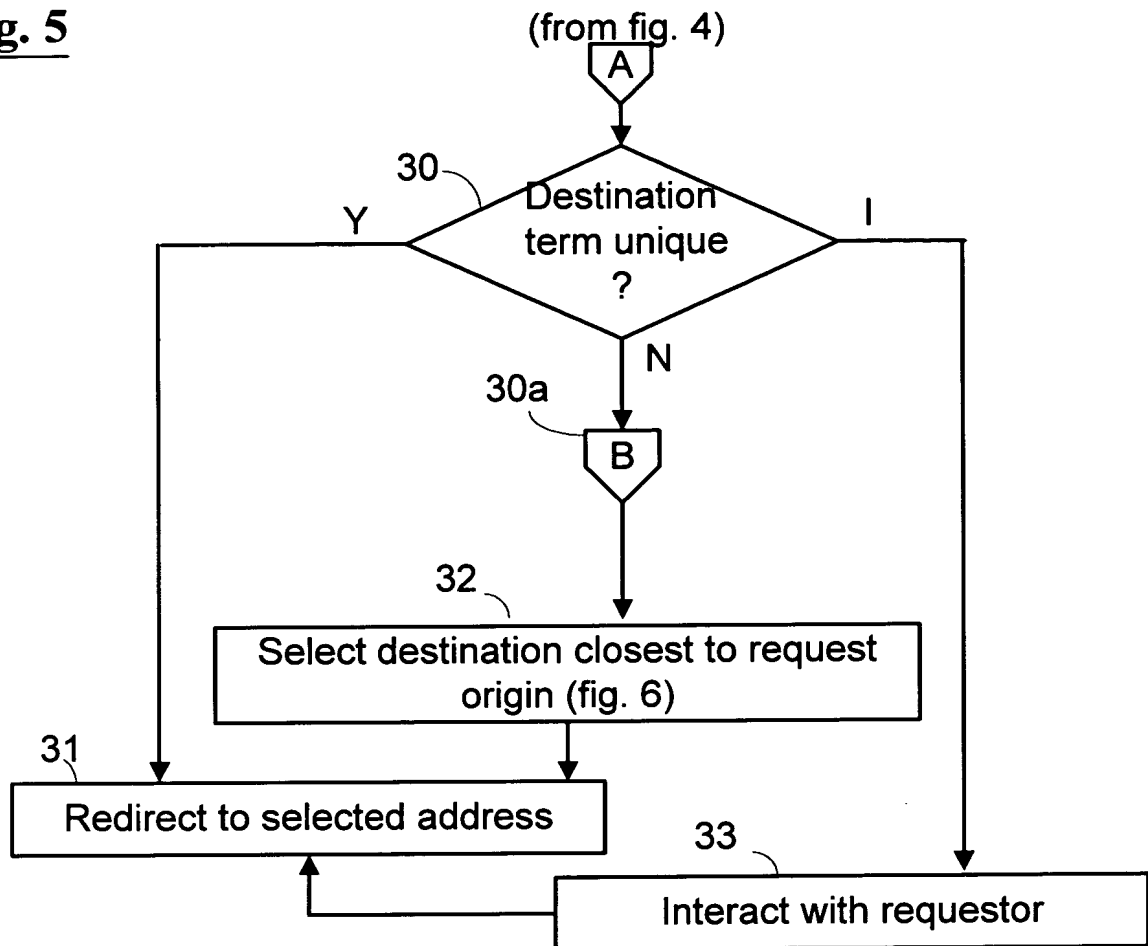 g. 5
(from fig. 4)
A
30
Destination
term unique
?
Y
I
N
30a
B
32
Select destination closest to request
origin (fig. 6)
31
Redirect to selected address
33
Interact with requestor